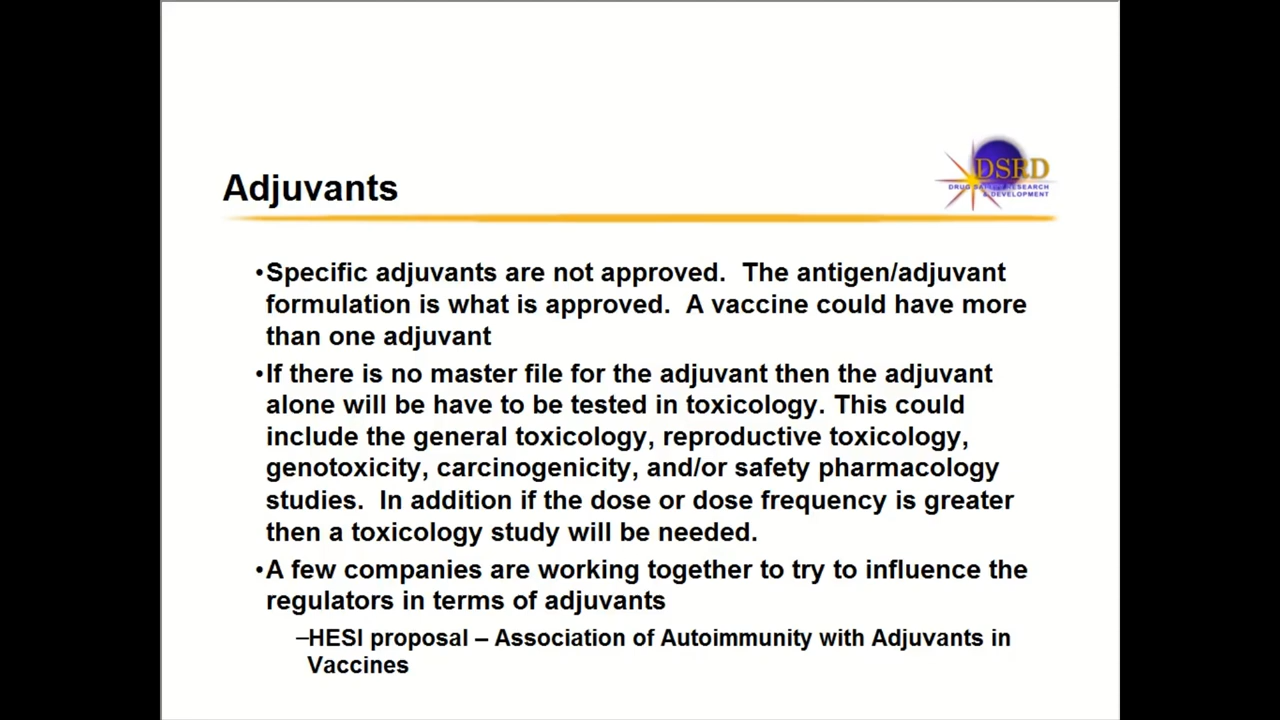 Adjuvants
DSRD
DRUG SAFETY RESEARCH
& DEVELOPMENT
•Specific adjuvants are not approved.  The antigen/adjuvant
formulation is what is approved.  A vaccine could have more
than one adjuvant
•If there is no master file for the adjuvant then the adjuvant
alone will be have to be tested in toxicology. This could
include the general toxicology, reproductive toxicology,
genotoxicity, carcinogenicity, and/or safety pharmacology
studies.  In addition if the dose or dose frequency is greater
then a toxicology study will be needed.
•A few companies are working together to try to influence the
regulators in terms of adjuvants
–HESI proposal – Association of Autoimmunity with Adjuvants in
Vaccines